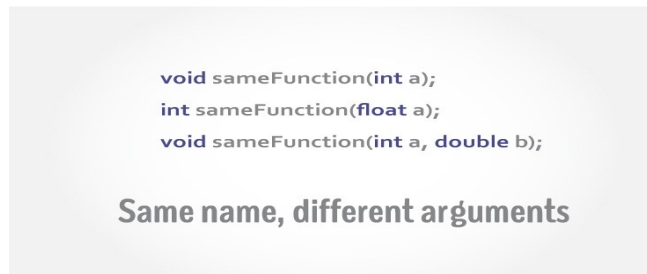 void sameFunction(int a);
int sameFunction(float a);
void sameFunction(int a, double b);
Same name, different arguments